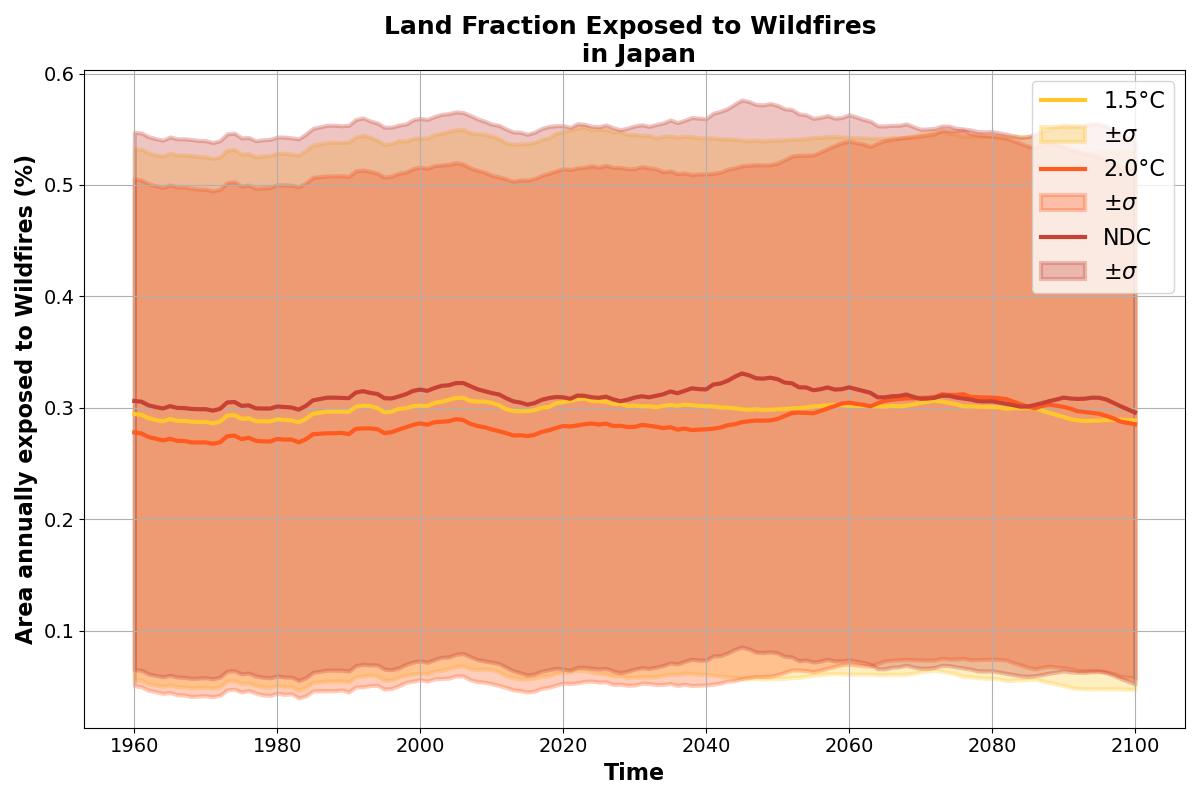 Land Fraction Exposed to Wildfires
in Japan
Area annually exposed to Wildfires (%)
0.6
0.5
0.4
0.3
0.2
0.1
1.5°C
±σ
2.0°C
±σ
NDC
±σ
1960 1980 2000 2020 2040 2060 2080 2100
Time